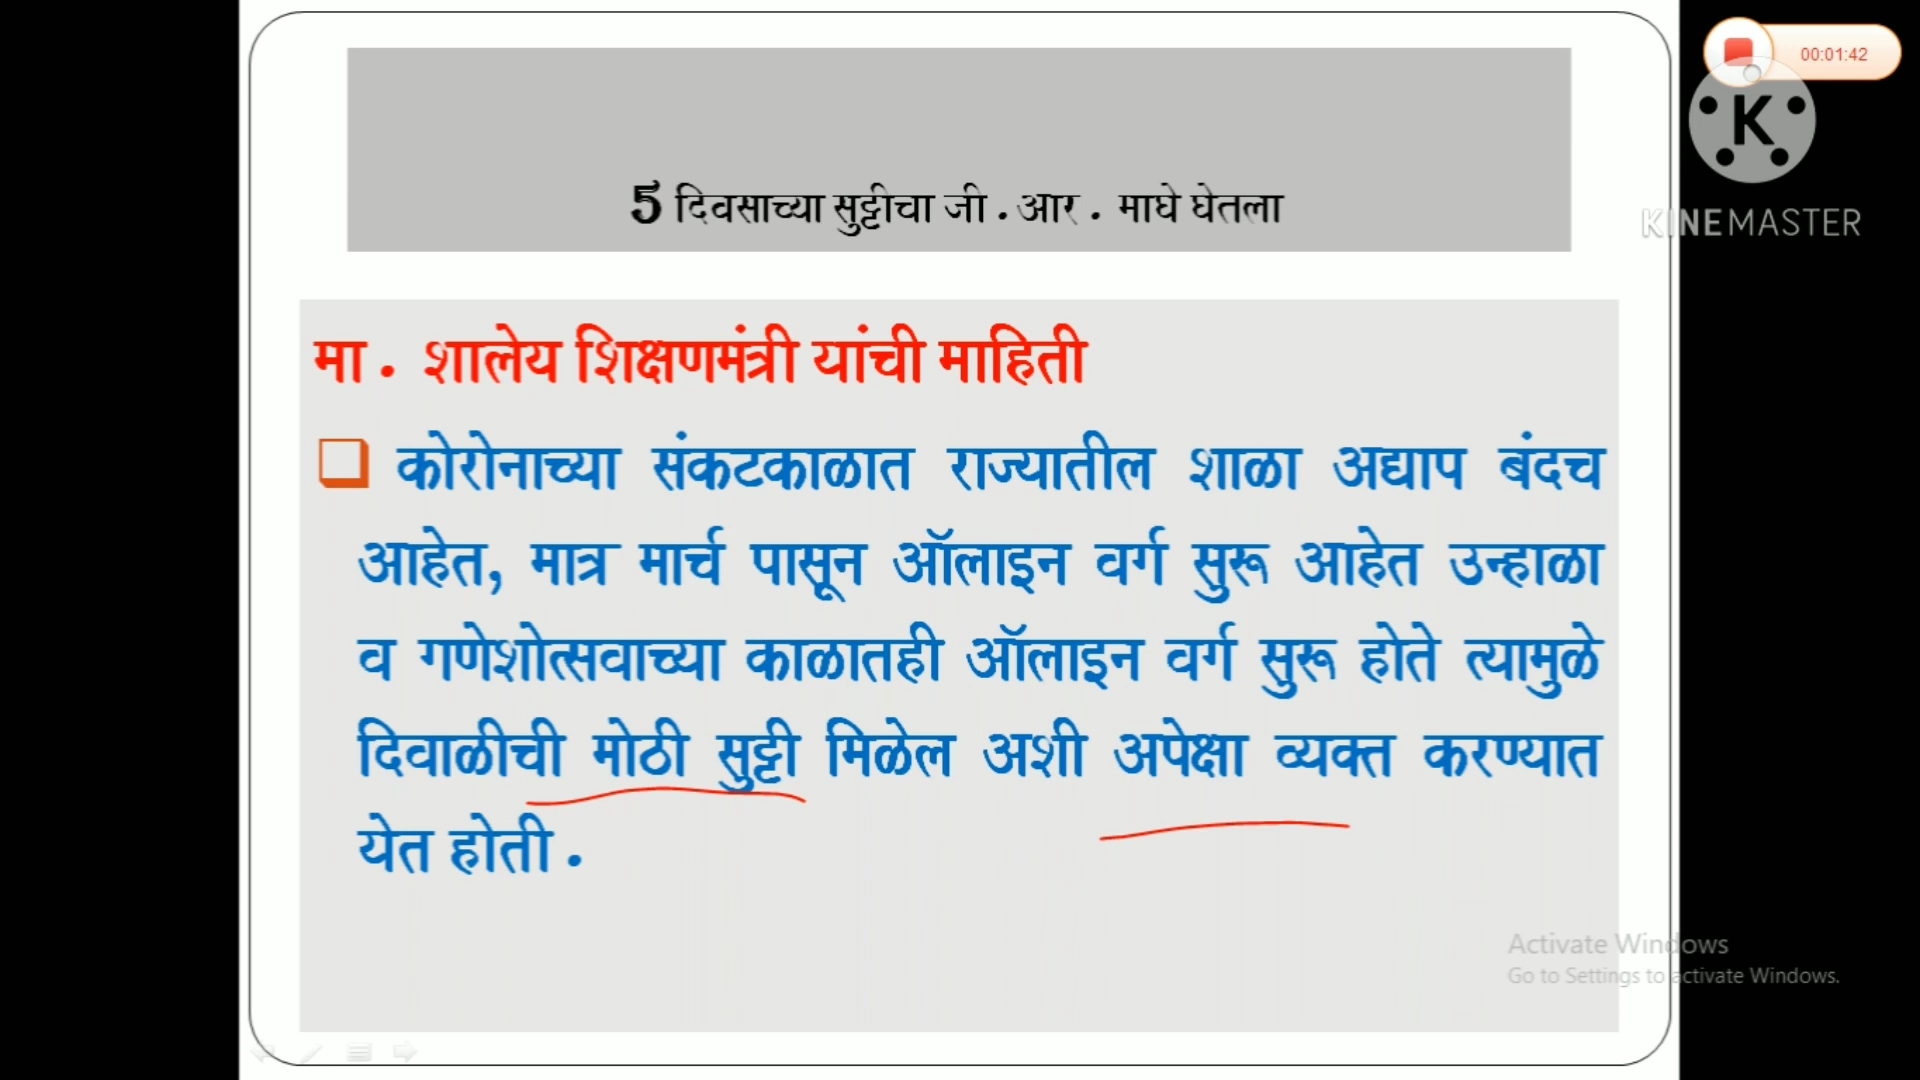 00:01:42
K
KINEMASTER
5 दिवसाच्या सुट्टीचा जी . आर . माघे घेतला
मा . शालेय शिक्षणमंत्री यांची माहिती
कोरोनाच्या संकटकाळात राज्यातील शाळा अद्याप बंदच
आहेत, मात्र मार्च पासून ऑलाइन वर्ग सुरू आहेत उन्हाळा
व गणेशोत्सवाच्या काळातही ऑलाइन वर्ग सुरू होते त्यामुळे
दिवाळीची मोठी सुट्टी मिळेल अशी अपेक्षा व्यक्त करण्यात
येत होती .
Activate Windows
Go to Settings to activate Windows.